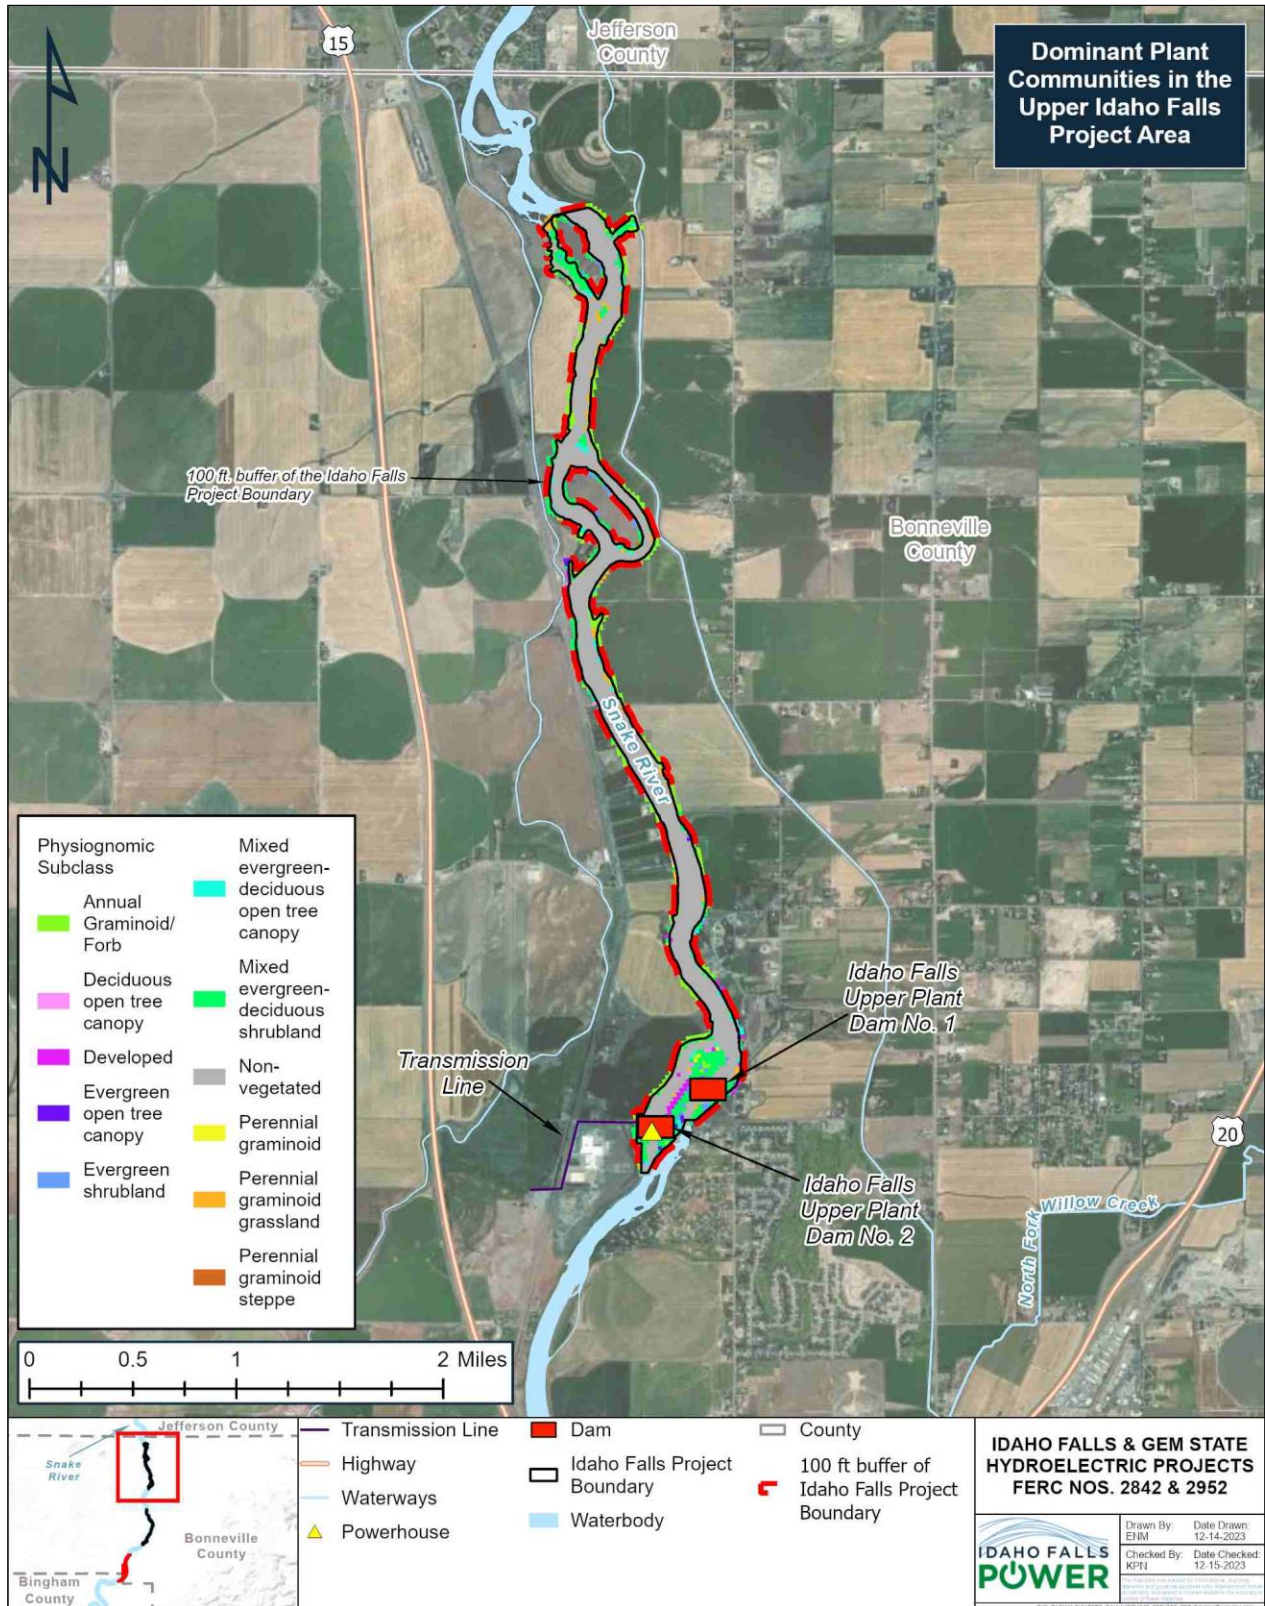 Jefferson
County
15
Dominant Plant
Communities in the
Upper Idaho Falls
Project Area
N
100 ft. buffer of the Idaho Falls
Project Boundary
Bonneville
County
Snake River
Physiognomic
Subclass
Annual
Graminoid/
Forb
Deciduous
open tree
canopy
Developed
Evergreen
open tree
canopy
Evergreen
shrubland
Mixed
evergreen-
deciduous
open tree
canopy
Mixed
evergreen-
deciduous
shrubland
Non-
vegetated
Perennial
graminoid
Perennial
graminoid
grassland
Perennial
graminoid
steppe
Idaho Falls
Upper Plant
Dam No. 1
Transmission
Line
20
Idaho Falls
Upper Plant
Dam No. 2
North Fork Willow Creek
0 0.5 1 2 Miles
Jefferson County
Snake
River
Bonneville
County
Bingham
County
Transmission Line
Highway
Waterways
Powerhouse
Dam
Idaho Falls Project
Boundary
Waterbody
County
100 ft buffer of
Idaho Falls Project
Boundary
IDAHO FALLS & GEM STATE
HYDROELECTRIC PROJECTS
FERC NOS. 2842 & 2952
IDAHO FALLS
POWER
Drawn By: Date Drawn:
ENM 12-14-2023
Checked By: Date Checked:
KPN 12-15-2023